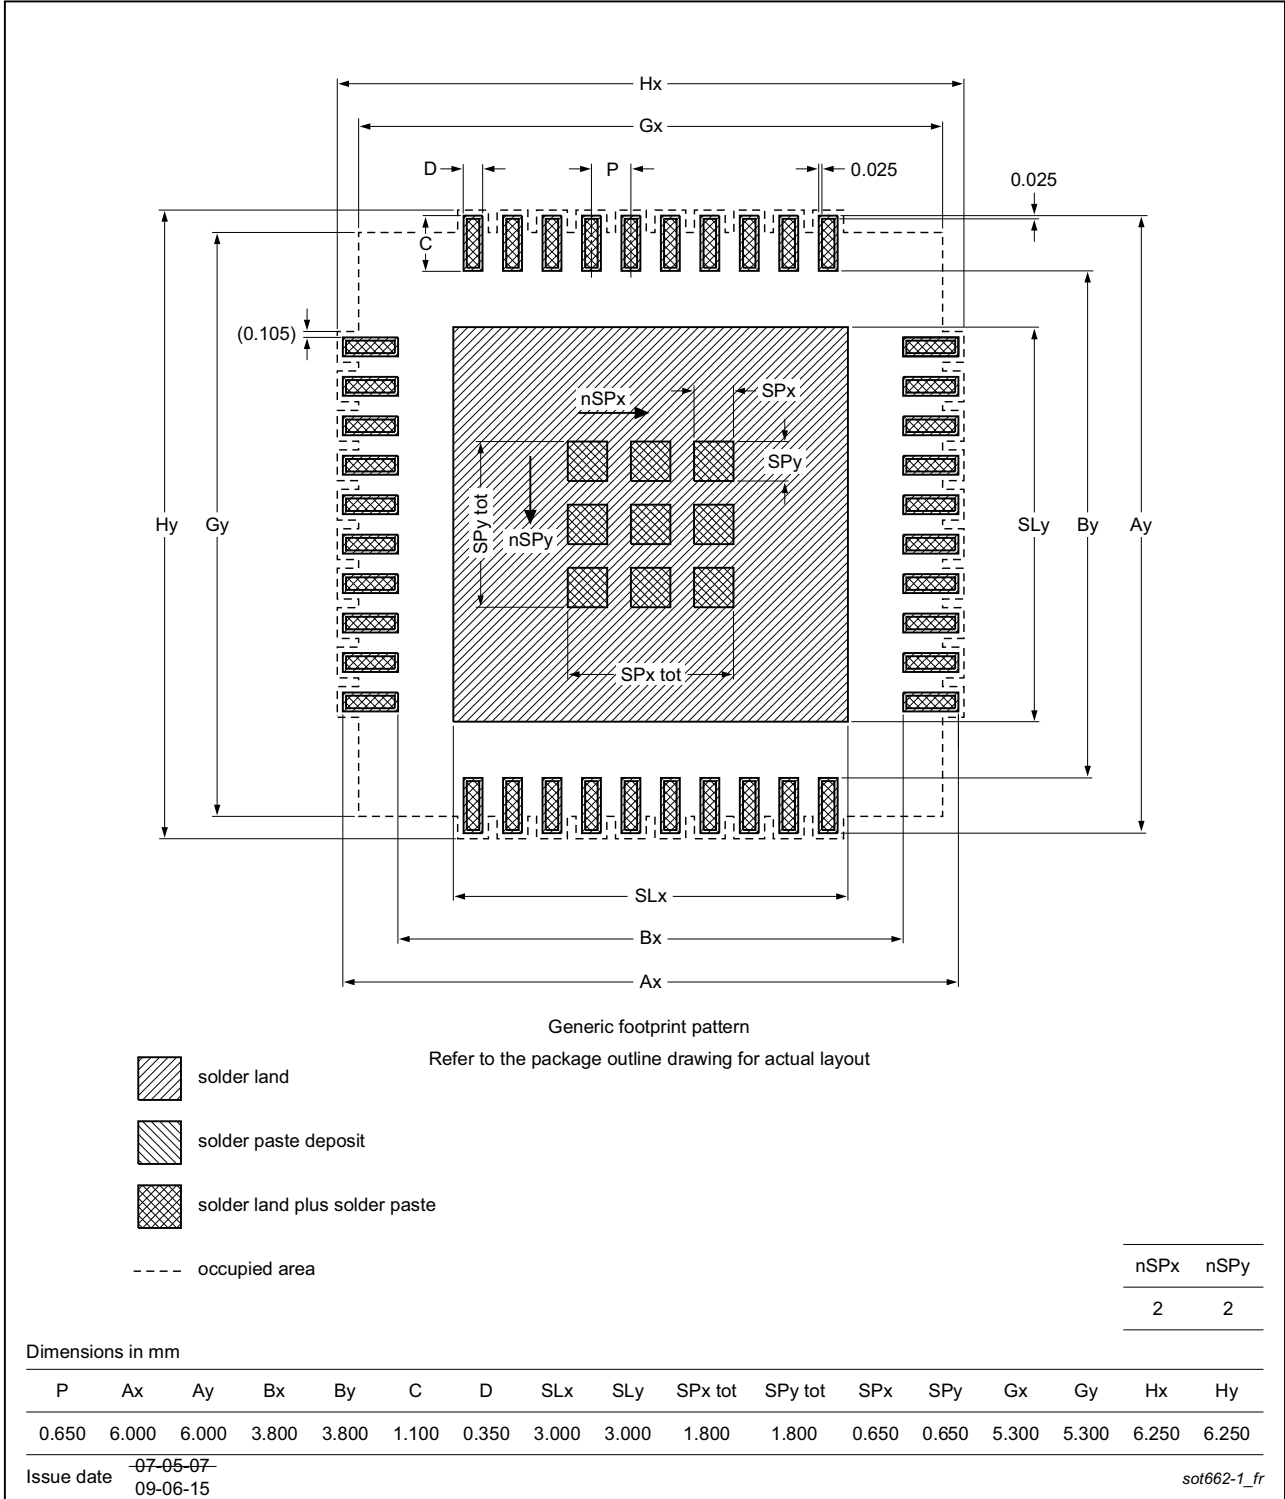 Hx
Gx
D
P
0.025
0.025
C
(0.105)
nSPx
SPx
SPy
SPy tot
nSPy
Hy
Gy
SLy
By
Ay
SPx tot
SLx
Bx
Ax
Generic footprint pattern
Refer to the package outline drawing for actual layout
solder land
solder paste deposit
solder land plus solder paste
occupied area
nSPx nSPy
2 2
Dimensions in mm
P Ax Ay Bx By C D SLx SLy SPx tot SPy tot SPx SPy Gx Gy Hx Hy
0.650 6.000 6.000 3.800 3.800 1.100 0.350 3.000 3.000 1.800 1.800 0.650 0.650 5.300 5.300 6.250 6.250
Issue date 07-05-07
09-06-15
sot662-1_fr